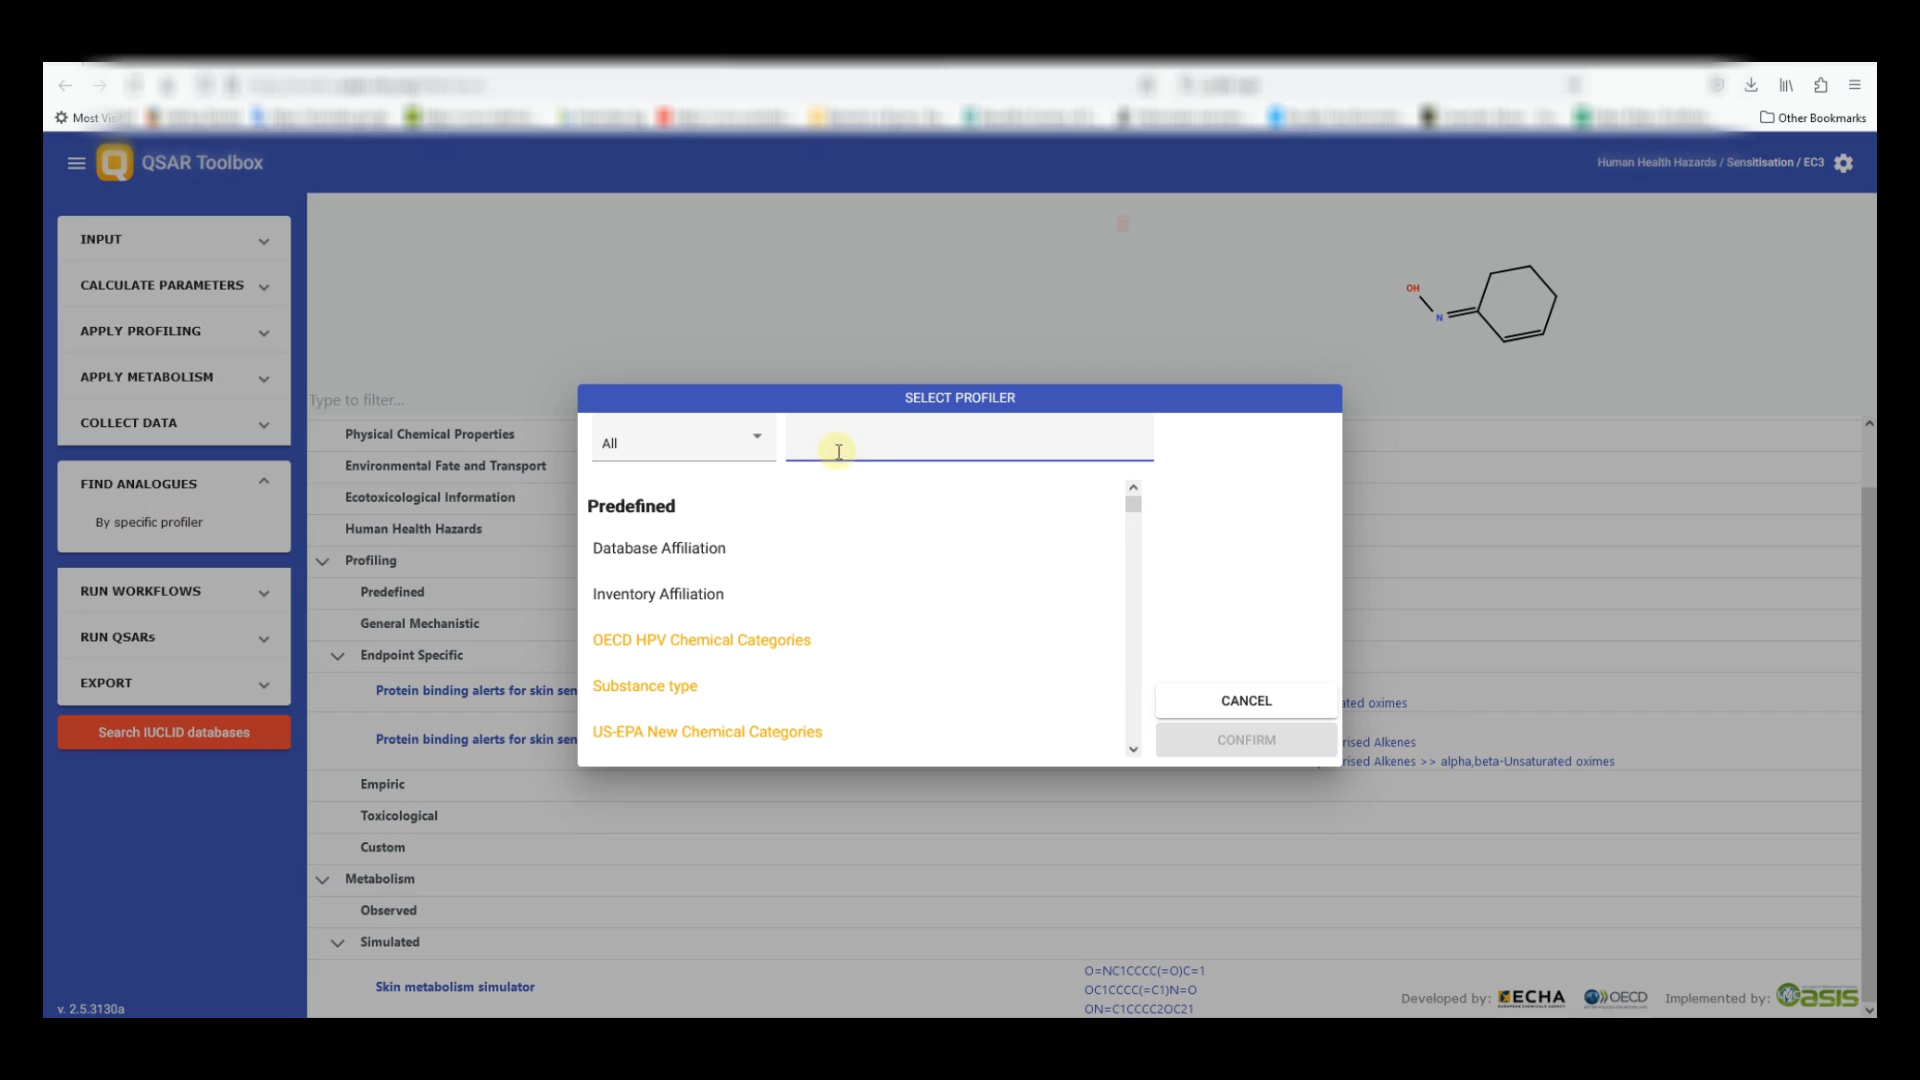 Most Visi
Other Bookmarks
QSAR Toolbox
Human Health Hazards / Sensitisation / EC3
INPUT
CALCULATE PARAMETERS
APPLY PROFILING
APPLY METABOLISM
COLLECT DATA
FIND ANALOGUES
By specific profiler
RUN WORKFLOWS
RUN QSARs
EXPORT
Search IUCLID databases
v. 2.5.3130a
OH
N
Type to filter...
Physical Chemical Properties
Environmental Fate and Transport
Ecotoxicological Information
Human Health Hazards
Profiling
Predefined
General Mechanistic
Endpoint Specific
Protein binding alerts for skin sen
ated oximes
Protein binding alerts for skin sen
rised Alkenes
rised Alkenes >> alpha,beta-Unsaturated oximes
Empiric
Toxicological
Custom
Metabolism
Observed
Simulated
Skin metabolism simulator
O=NC1CCCC(=O)C=1
OC1CCCC(=C1)N=O
ON=C1CCCC2OC21
SELECT PROFILER
All
Predefined
Database Affiliation
Inventory Affiliation
OECD HPV Chemical Categories
Substance type
US-EPA New Chemical Categories
CANCEL
CONFIRM
Developed by: ECHA OECD Implemented by: LMC Oasis